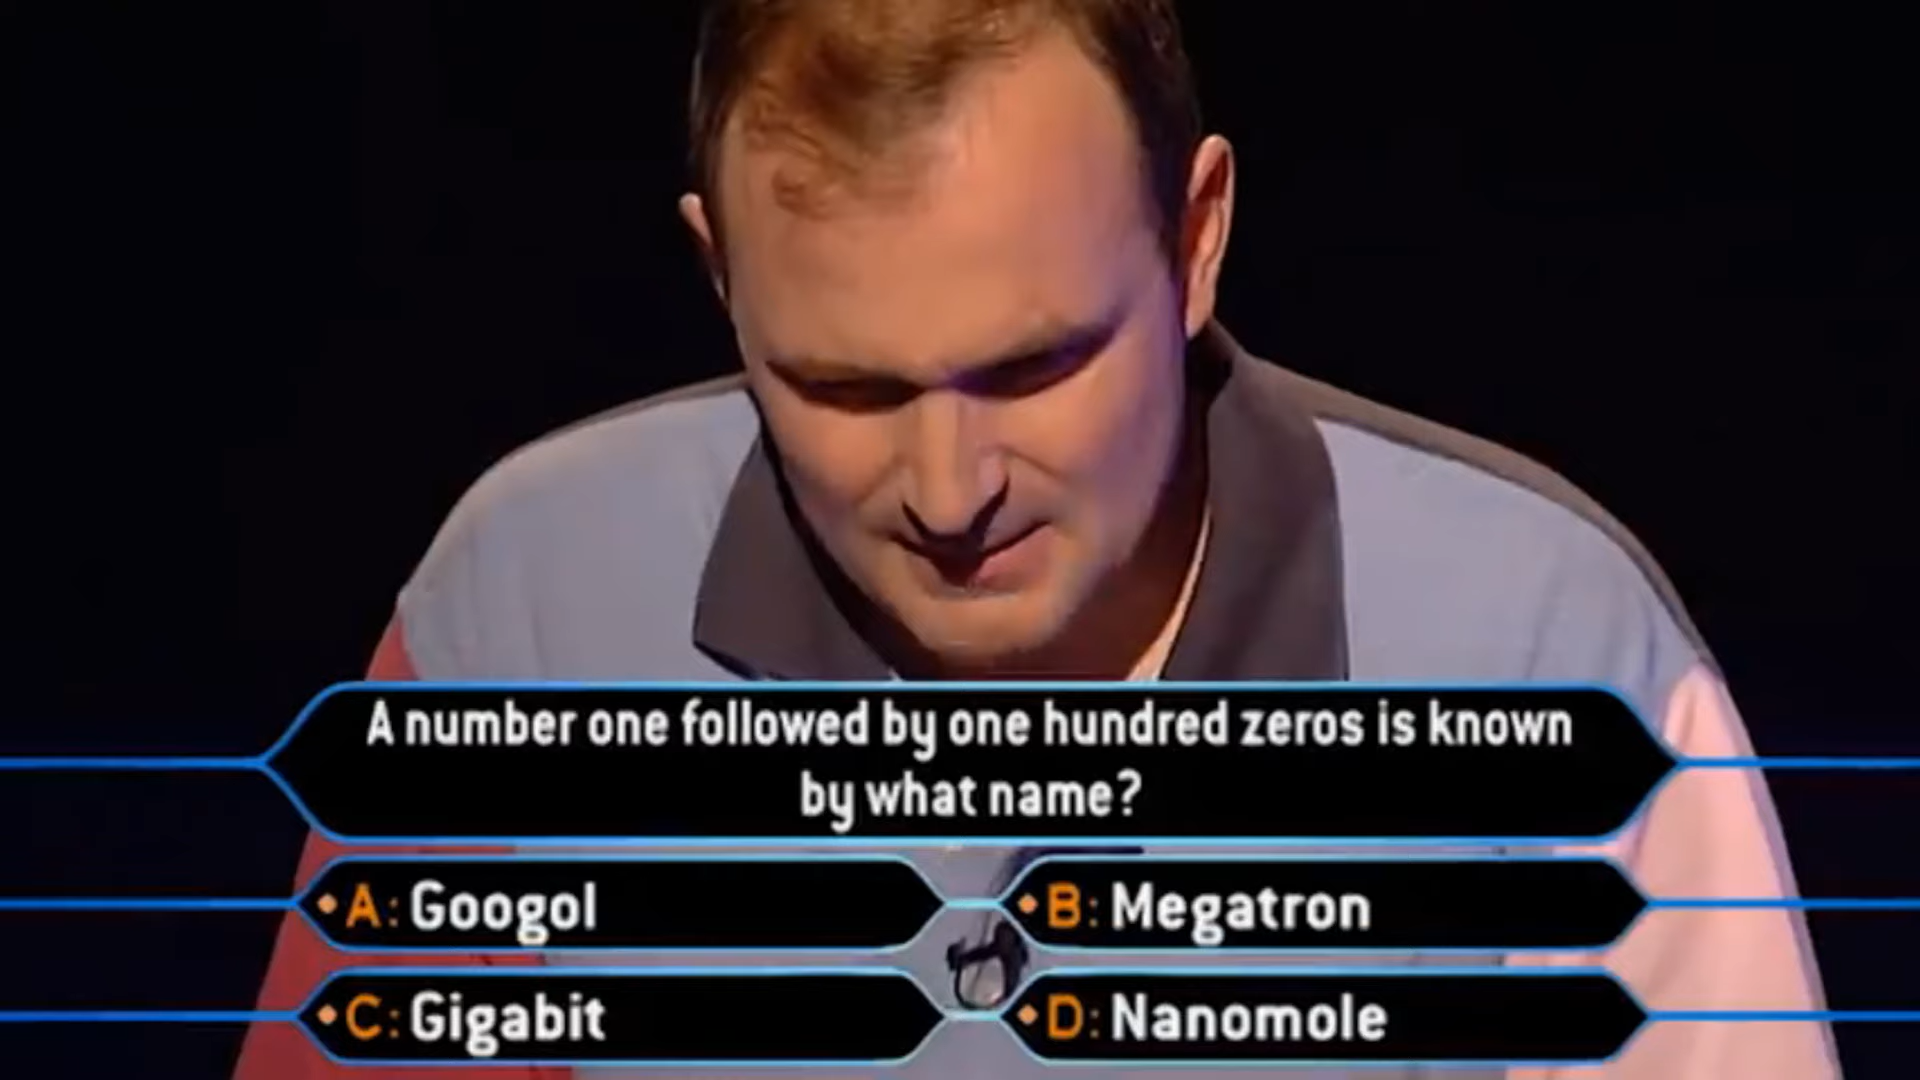 A number one followed by one hundred zeros is known
by what name?
A: Googol
B: Megatron
C: Gigabit
D: Nanomole